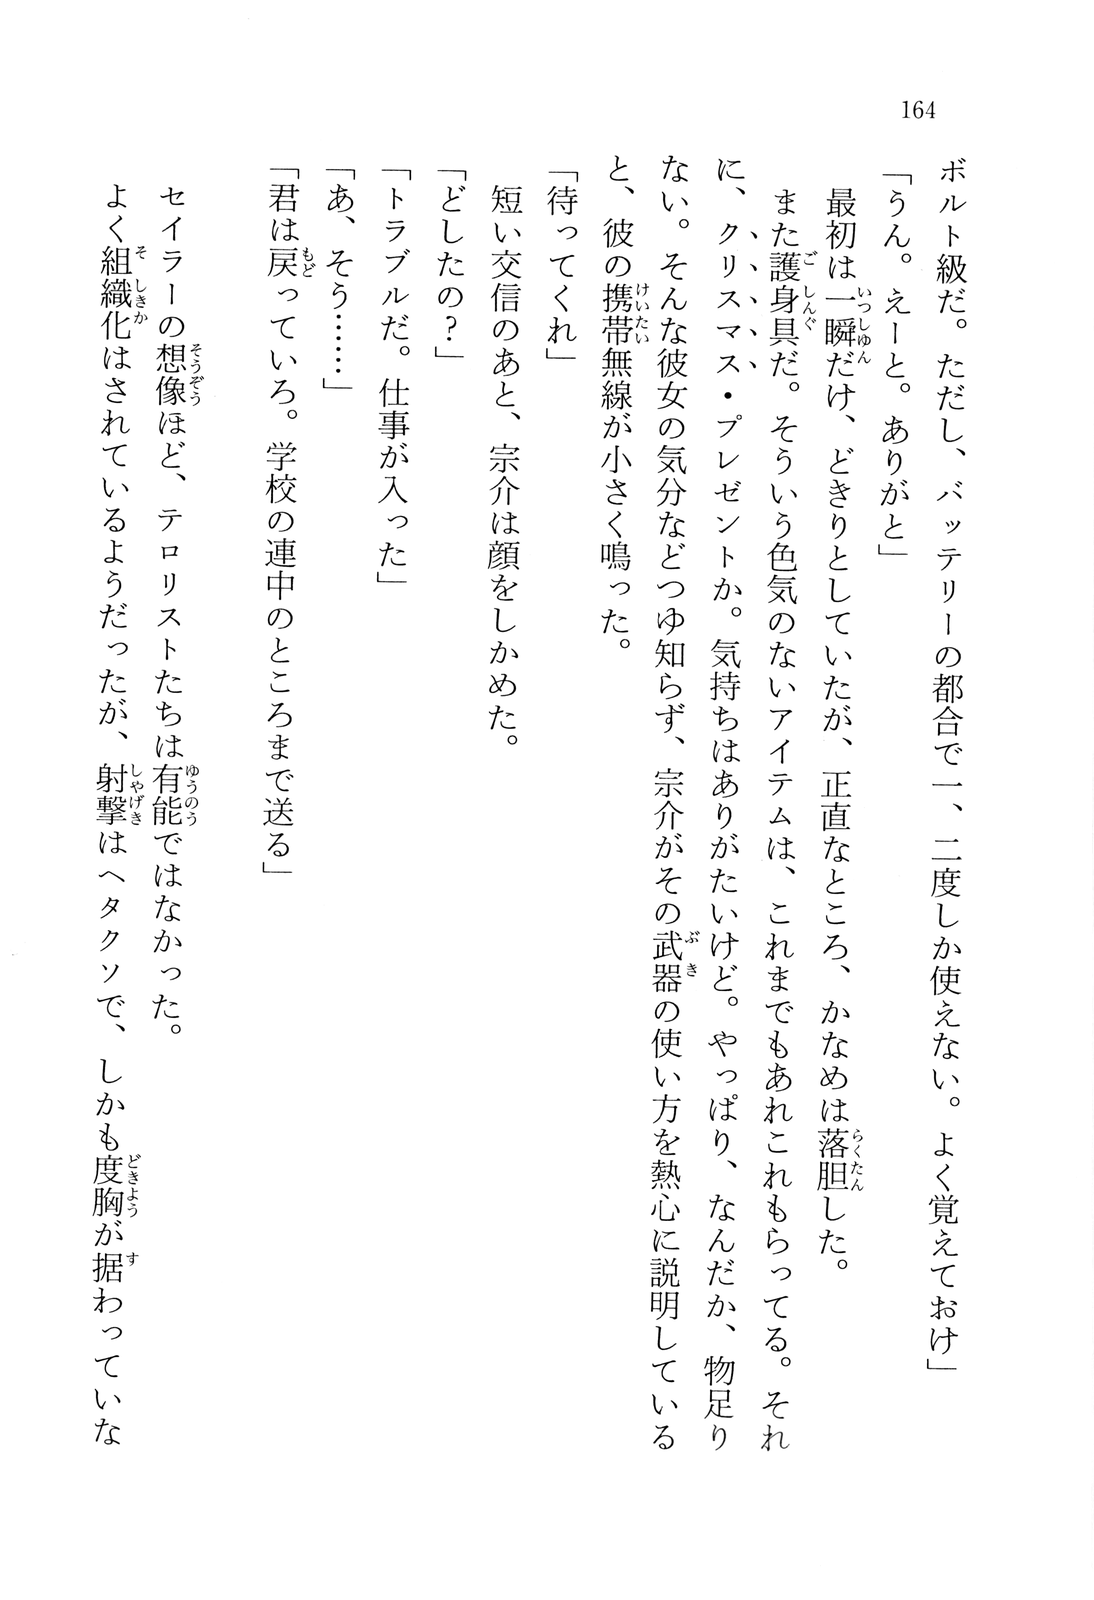 164
ボルト級だ。ただし、バッテリーの都合で一、二度しか使えない。よく覚えておけ」
「うん。えーと。ありがと」
最初は一瞬だけ、どきりとしていたが、正直なところ、かなめは落胆した。
また護身具だ。そういう色気のないアイテムは、これまでもあれこれもらってる。それ
に、クリスマス・プレゼントか。気持ちはありがたいけど。やっぱり、なんだか、物足り
ない。そんな彼女の気分などつゆ知らず、宗介がその武器の使い方を熱心に説明している
と、彼の携帯無線が小さく鳴った。
「待ってくれ」
短い交信のあと、宗介は顔をしかめた。
「どしたの？」
「トラブルだ。仕事が入った」
「あ、そう……」
「君は戻っていろ。学校の連中のところまで送る」
セイラーの想像ほど、テロリストたちは有能ではなかった。
よく組織化はされているようだったが、射撃はヘタクソで、しかも度胸が据わっていな